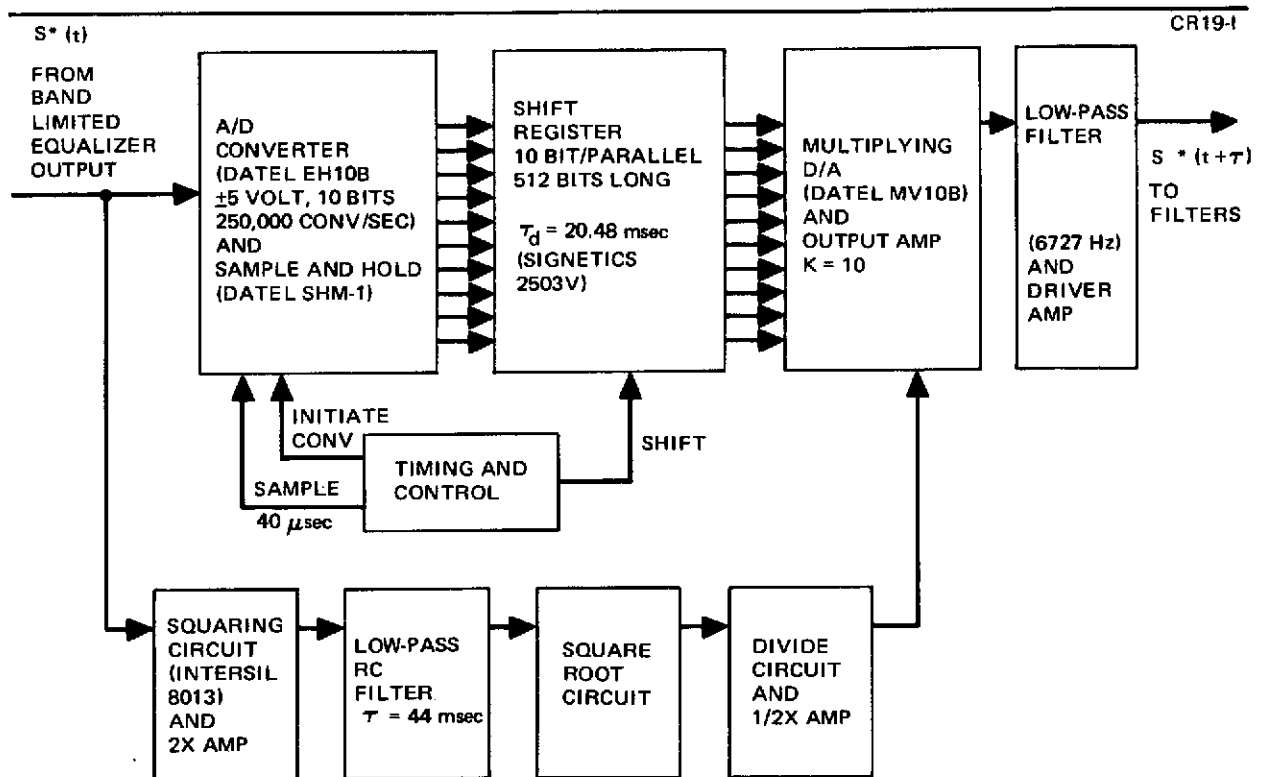 CR19-I
S* (t)
FROM
BAND
LIMITED
EQUALIZER
OUTPUT
A/D
CONVERTER
(DATEL EH10B
±5 VOLT, 10 BITS
250,000 CONV/SEC)
AND
SAMPLE AND HOLD
(DATEL SHM-1)
SHIFT
REGISTER
10 BIT/PARALLEL
512 BITS LONG
τd = 20.48 msec
(SIGNETICS
2503V)
MULTIPLYING
D/A
(DATEL MV10B)
AND
OUTPUT AMP
K = 10
LOW-PASS
FILTER
(6727 Hz)
AND
DRIVER
AMP
S * (t+τ)
TO
FILTERS
INITIATE
CONV
SAMPLE
40 μsec
TIMING AND
CONTROL
SHIFT
SQUARING
CIRCUIT
(INTERSIL
8013)
AND
2X AMP
LOW-PASS
RC
FILTER
τ = 44 msec
SQUARE
ROOT
CIRCUIT
DIVIDE
CIRCUIT
AND
1/2X AMP